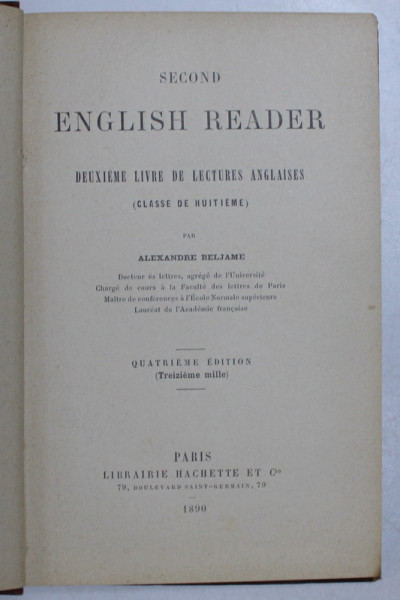 SECOND
ENGLISH READER
DEUXIÈME LIVRE DE LECTURES ANGLAISES
(CLASSE DE HUITIÈME)
PAR
ALEXANDRE BELJAME
Docteur ès lettres, agrégé de l'Université
Chargé de cours à la Faculté des lettres de Paris
Maître de conférences à l'École Normale supérieure
Lauréat de l'Académie française
QUATRIÈME ÉDITION
(Treizième mille)
PARIS
LIBRAIRIE HACHETTE ET Cie
79, BOULEVARD SAINT-GERMAIN, 79
1890